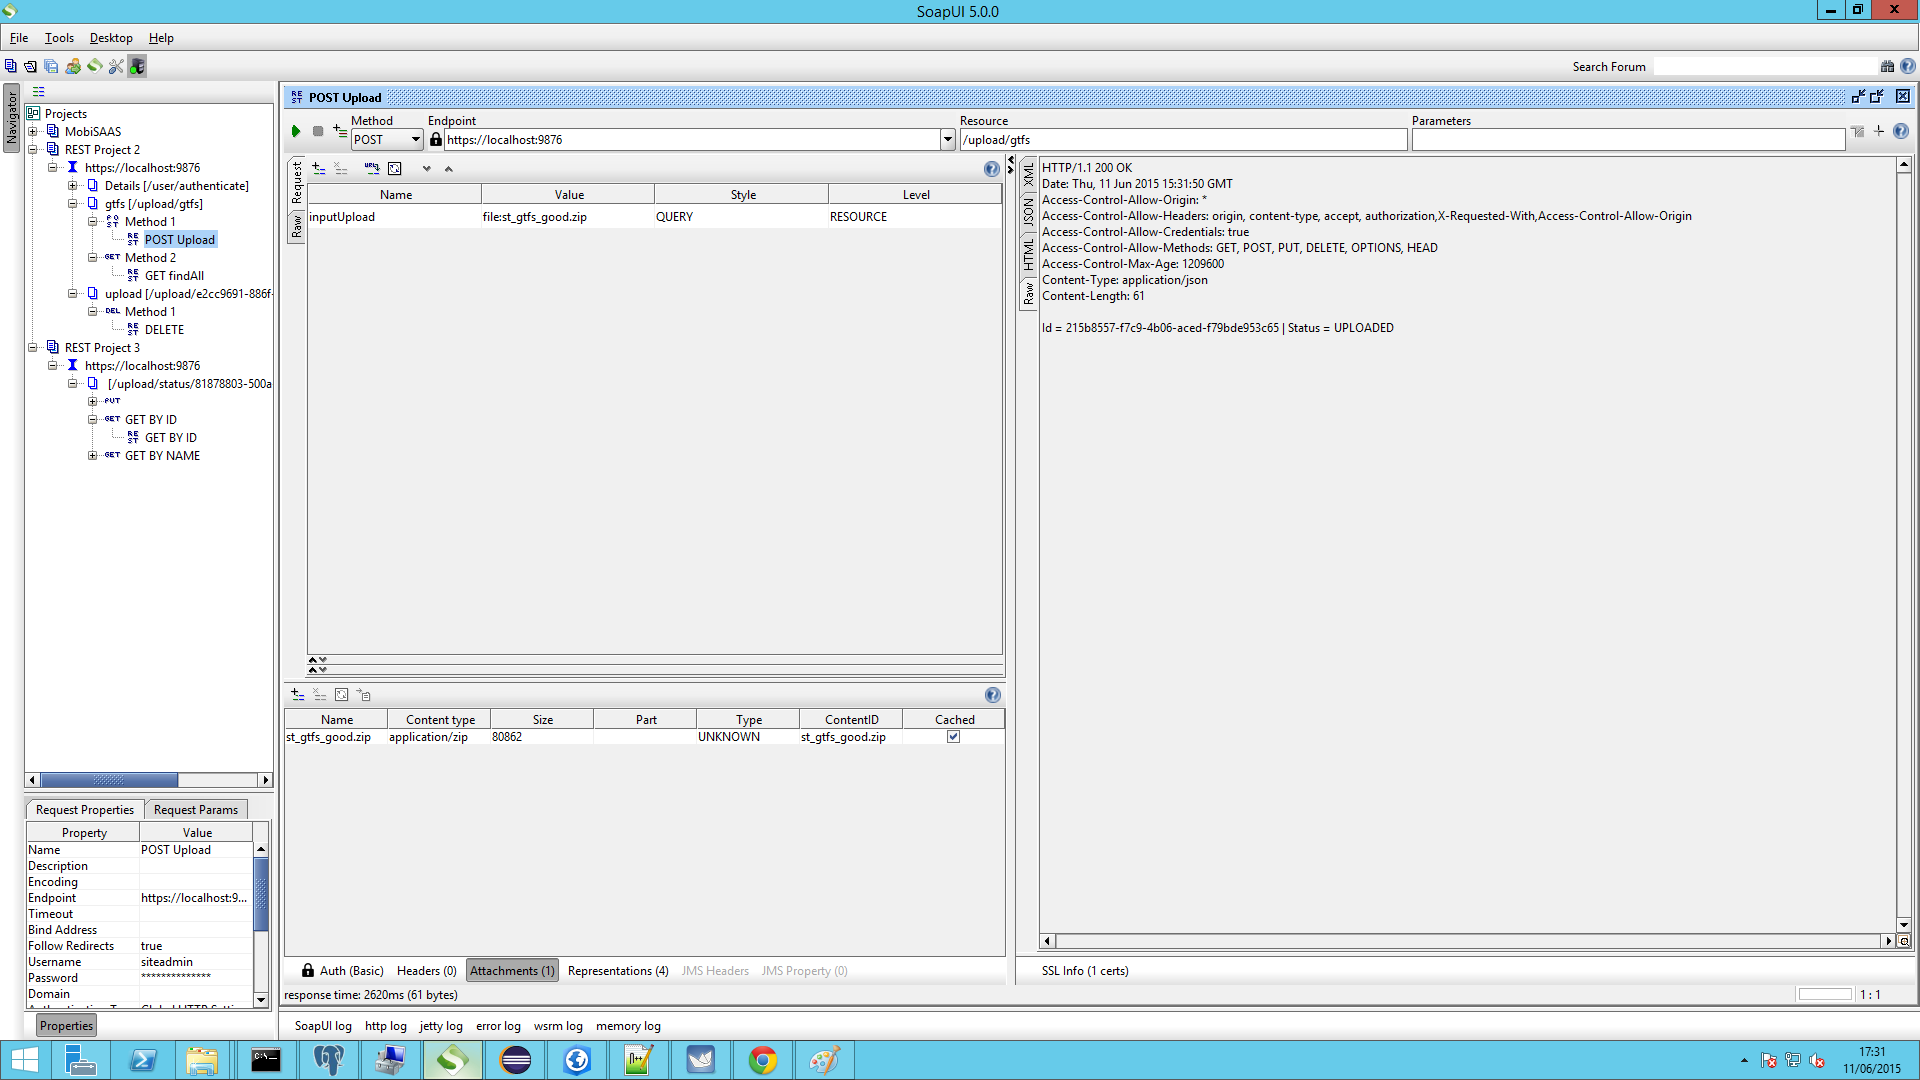 SoapUI 5.0.0
File Tools Desktop Help
Search Forum
Navigator
Projects
MobiSAAS
REST Project 2
https://localhost:9876
Details [/user/authenticate]
gtfs [/upload/gtfs]
Method 1
POST Upload
Method 2
GET findAll
upload [/upload/e2cc9691-886f-
Method 1
DELETE
REST Project 3
https://localhost:9876
[/upload/status/81878803-500a
PUT
GET GET BY ID
GET BY ID
GET GET BY NAME
Request Properties Request Params
Property Value
Name POST Upload
Description
Encoding
Endpoint https://localhost:9...
Timeout
Bind Address
Follow Redirects true
Username siteadmin
Password **************
Domain
Properties
POST Upload
Method Endpoint Resource Parameters
POST https://localhost:9876 /upload/gtfs
Request
Raw
Name Value Style Level
inputUpload file:st_gtfs_good.zip QUERY RESOURCE
Name Content type Size Part Type ContentID Cached
st_gtfs_good.zip application/zip 80862 UNKNOWN st_gtfs_good.zip
Auth (Basic) Headers (0) Attachments (1) Representations (4) JMS Headers JMS Property (0)
response time: 2620ms (61 bytes)
XML
JSON
HTML
Raw
HTTP/1.1 200 OK
Date: Thu, 11 Jun 2015 15:31:50 GMT
Access-Control-Allow-Origin: *
Access-Control-Allow-Headers: origin, content-type, accept, authorization,X-Requested-With,Access-Control-Allow-Origin
Access-Control-Allow-Credentials: true
Access-Control-Allow-Methods: GET, POST, PUT, DELETE, OPTIONS, HEAD
Access-Control-Max-Age: 1209600
Content-Type: application/json
Content-Length: 61
Id = 215b8557-f7c9-4b06-aced-f79bde953c65 | Status = UPLOADED
SSL Info (1 certs)
1 : 1
SoapUI log http log jetty log error log wsrm log memory log
17:31
11/06/2015